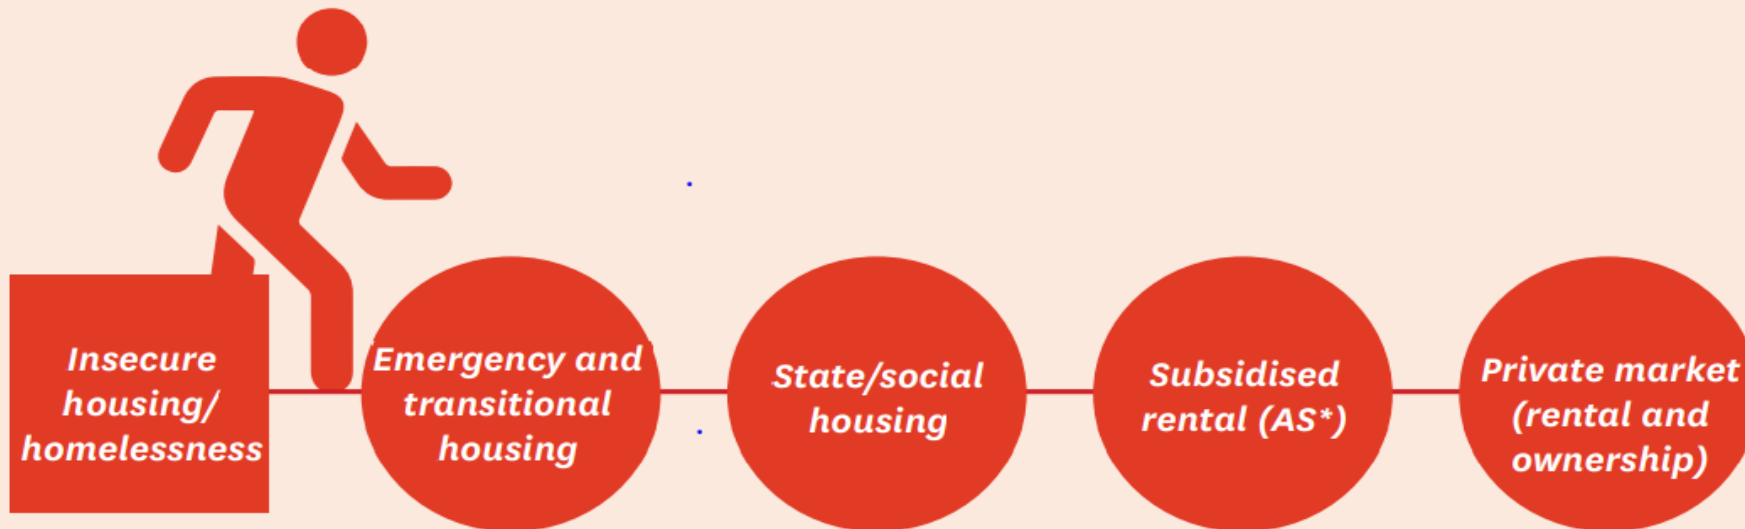 Insecure
housing/
homelessness
Emergency and
transitional
housing
State/social
housing
Subsidised
rental (AS*)
Private market
(rental and
ownership)